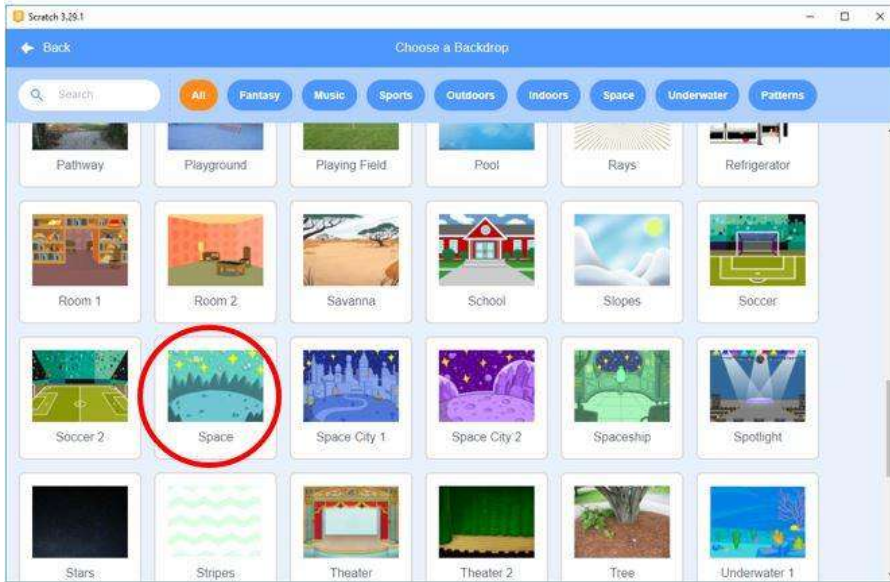 Scratch 3.29.1
Back
Choose a Backdrop
Search
All
Fantasy
Music
Sports
Outdoors
Indoors
Space
Underwater
Patterns
Pathway
Playground
Playing Field
Pool
Rays
Refrigerator
Room 1
Room 2
Savanna
School
Slopes
Soccer
Soccer 2
Space
Space City 1
Space City 2
Spaceship
Spotlight
Stars
Stripes
Theater
Theater 2
Tree
Underwater 1